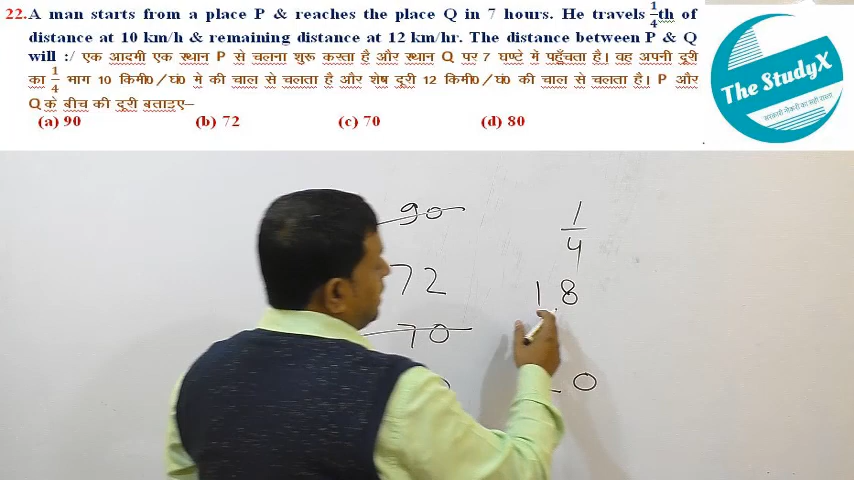 22.A man starts from a place P & reaches the place Q in 7 hours. He travels 1/4th of
distance at 10 km/h & remaining distance at 12 km/hr. The distance between P & Q
will :/ एक आदमी एक स्थान P से चलना शुरू करता है और स्थान Q पर 7 घण्टे में पहुँचता है। वह अपनी दूरी
का 1/4 भाग 10 किमी0/घं0 मे की चाल से चलता है और शेष दूरी 12 किमी0/घं0 की चाल से चलता है। P और
Q के बीच की दूरी बताइए–
(a) 90 (b) 72 (c) 70 (d) 80
The StudyX
90
1/4
72
18
70
0